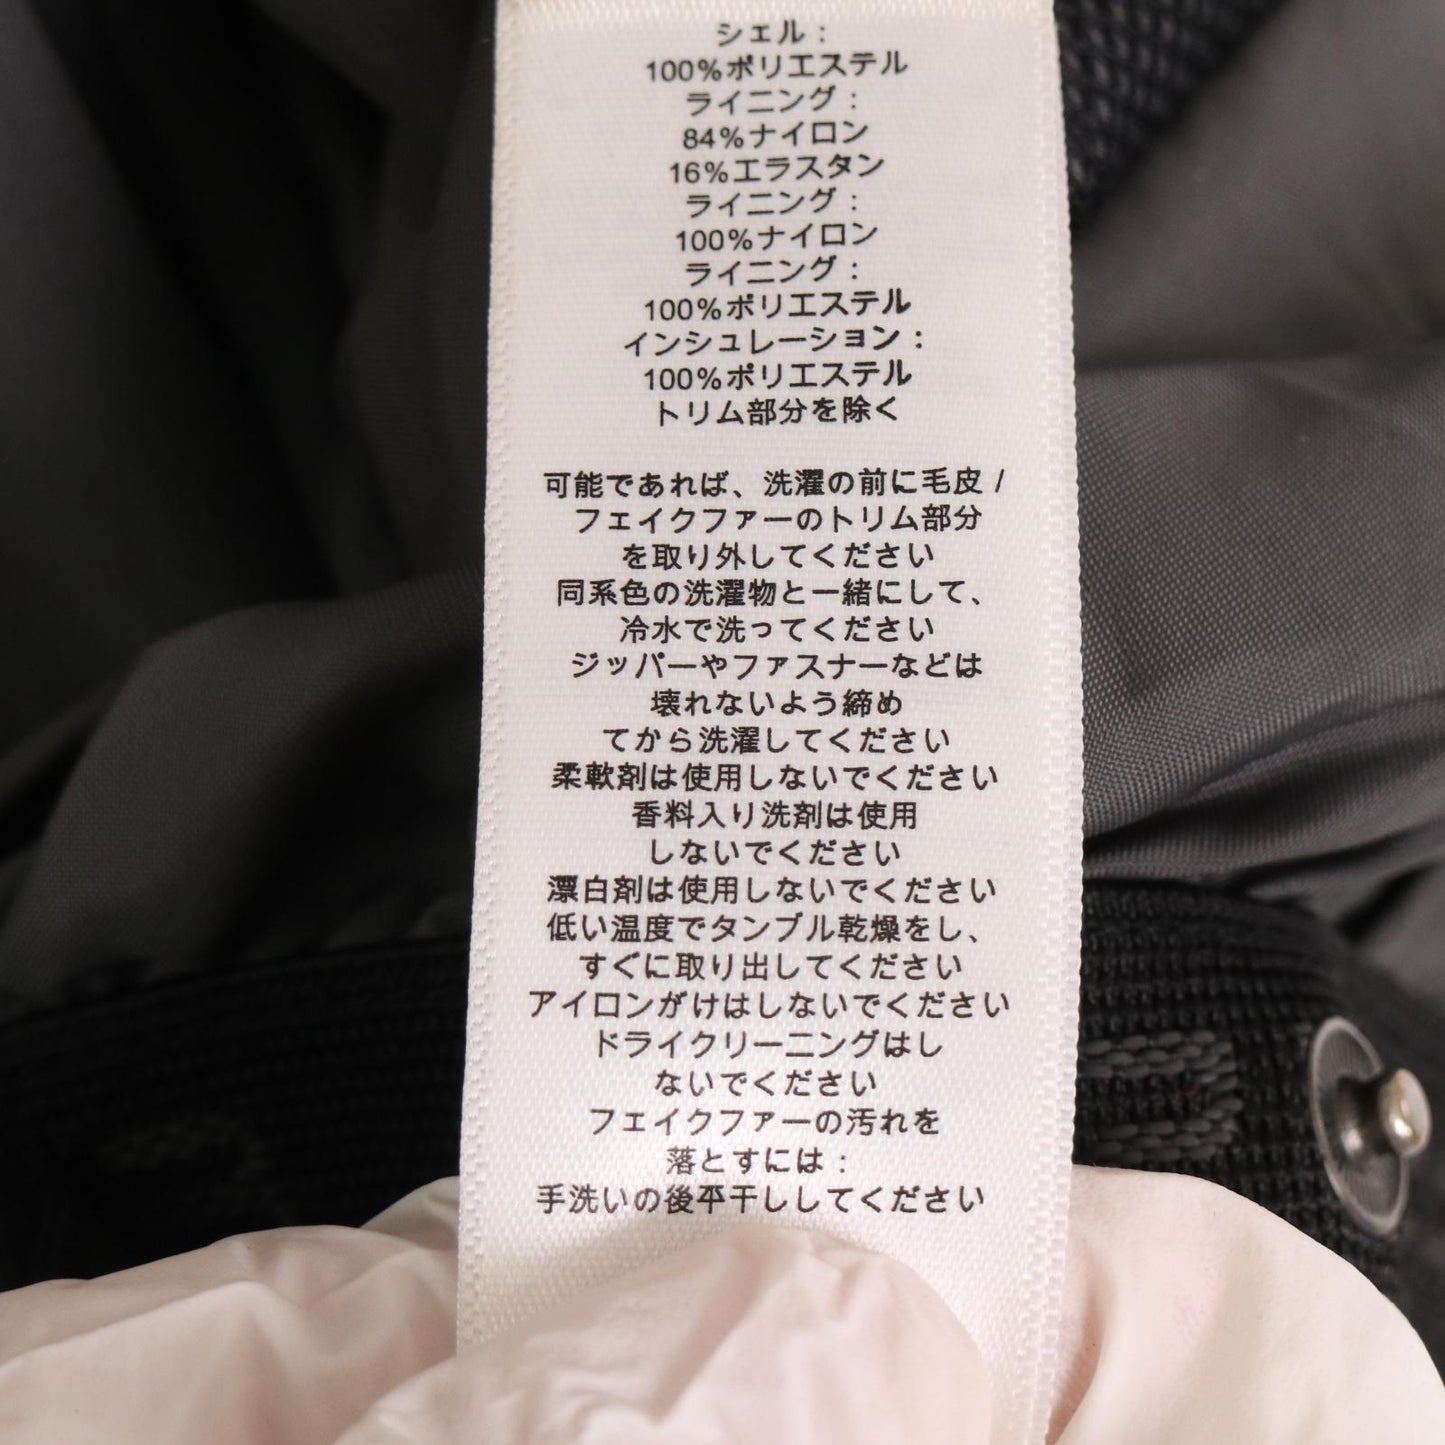 シェル：
100%ポリエステル
ライニング：
84%ナイロン
16%エラスタン
ライニング：
100%ナイロン
ライニング：
100%ポリエステル
インシュレーション：
100%ポリエステル
トリム部分を除く
可能であれば、洗濯の前に毛皮 /
フェイクファーのトリム部分
を取り外してください
同系色の洗濯物と一緒にして、
冷水で洗ってください
ジッパーやファスナーなどは
壊れないよう締め
てから洗濯してください
柔軟剤は使用しないでください
香料入り洗剤は使用
しないでください
漂白剤は使用しないでください
低い温度でタンブル乾燥をし、
すぐに取り出してください
アイロンがけはしないでください
ドライクリーニングはし
ないでください
フェイクファーの汚れを
落とすには：
手洗いの後平干ししてください